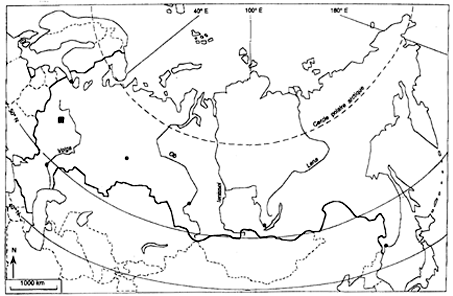 40° E
100° E
180° E
Cercle polaire arctique
Volga
Ob
Ienisseï
Lena
N
1000 km